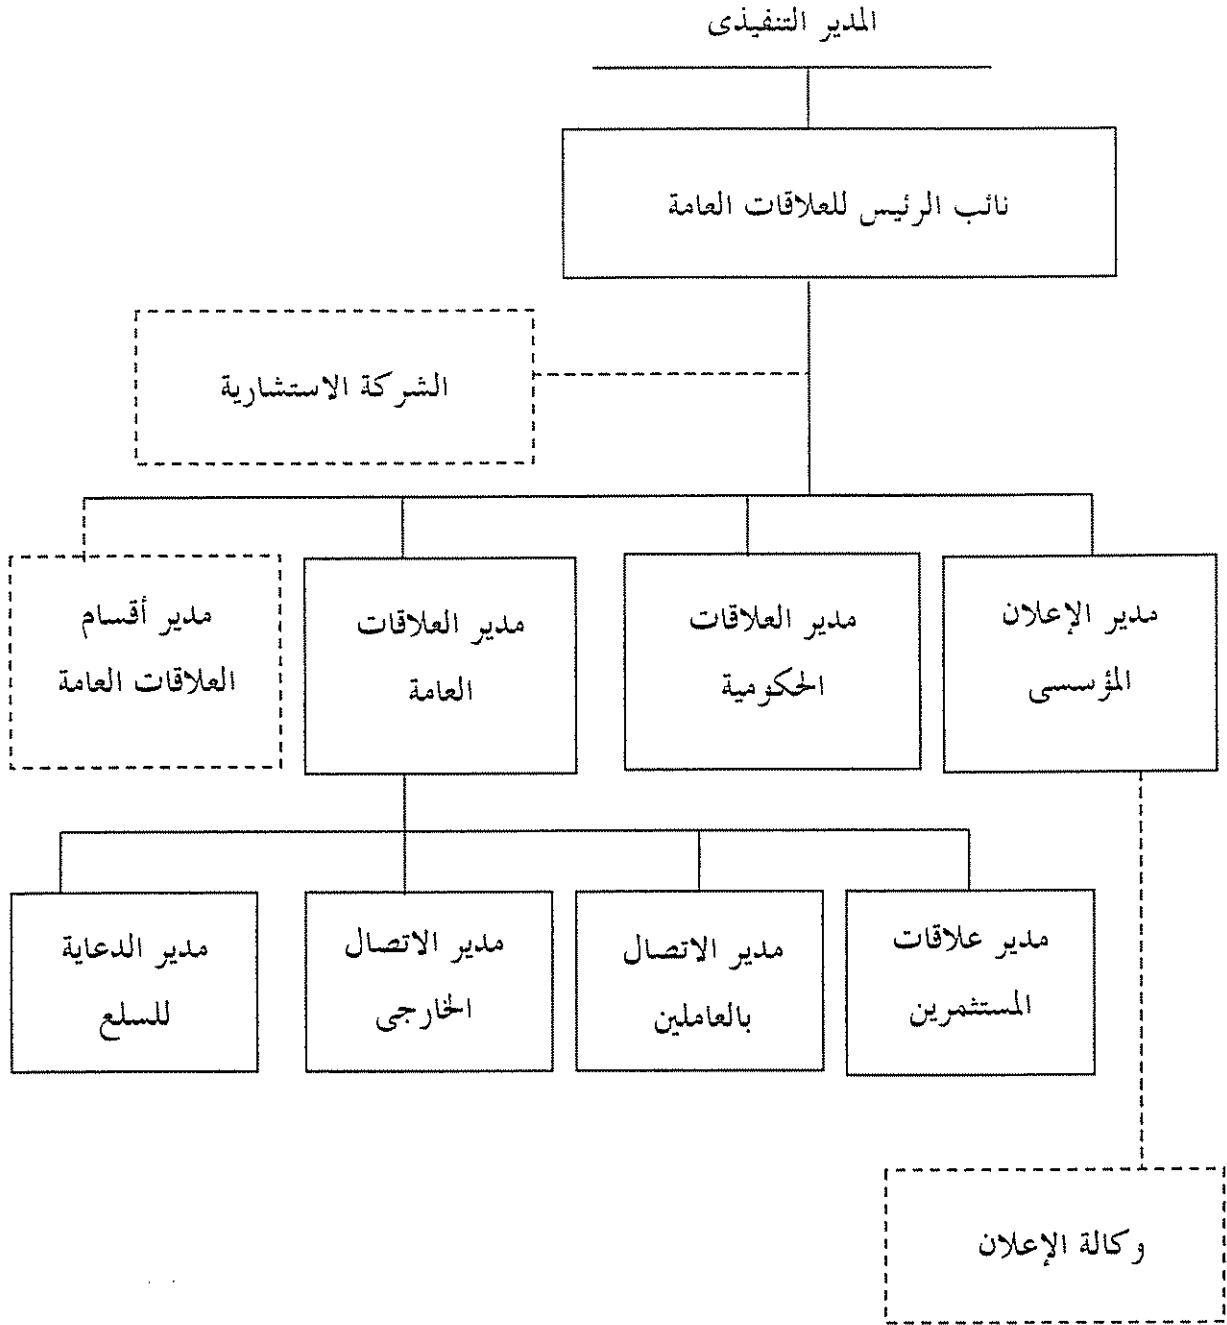 المدير التنفيذى
نائب الرئيس للعلاقات العامة
الشركة الاستشارية
مدير الإعلان
المؤسسى
مدير العلاقات
الحكومية
مدير العلاقات
العامة
مدير أقسام
العلاقات العامة
مدير علاقات
المستثمرين
مدير الاتصال
بالعاملين
مدير الاتصال
الخارجى
مدير الدعاية
للسلع
وكالة الإعلان